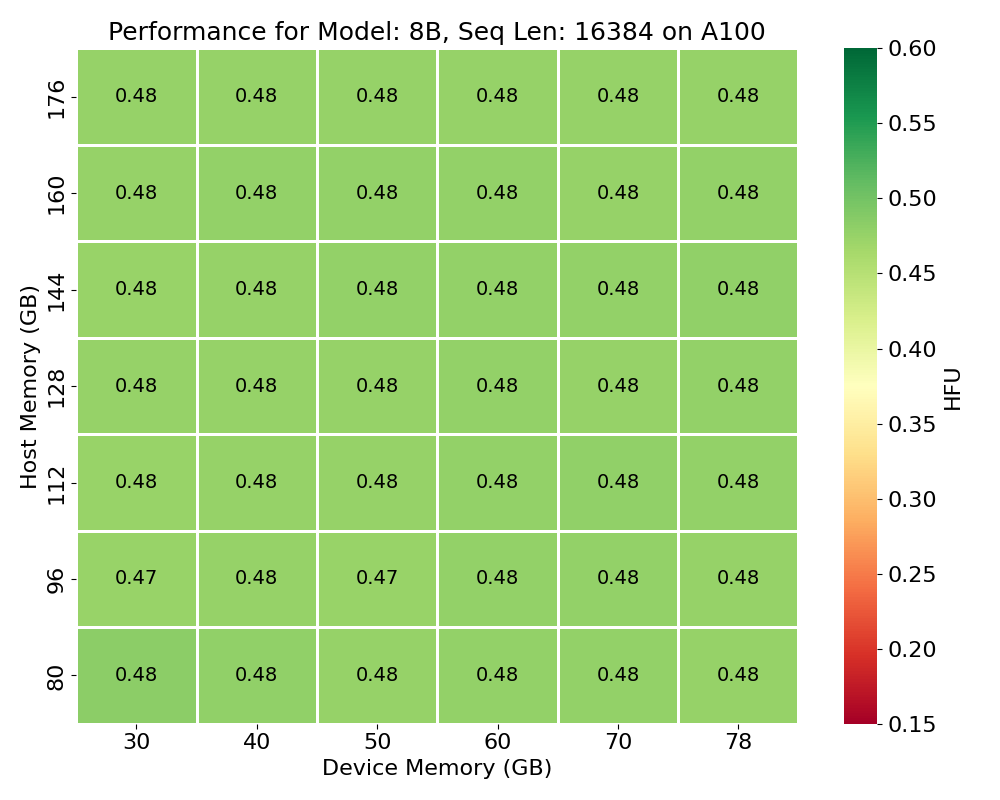 Performance for Model: 8B, Seq Len: 16384 on A100
Host Memory (GB)
176 0.48 0.48 0.48 0.48 0.48 0.48
160 0.48 0.48 0.48 0.48 0.48 0.48
144 0.48 0.48 0.48 0.48 0.48 0.48
128 0.48 0.48 0.48 0.48 0.48 0.48
112 0.48 0.48 0.48 0.48 0.48 0.48
96 0.47 0.48 0.47 0.48 0.48 0.48
80 0.48 0.48 0.48 0.48 0.48 0.48
30 40 50 60 70 78
Device Memory (GB)
0.60
0.55
0.50
0.45
0.40
0.35
0.30
0.25
0.20
0.15
HFU